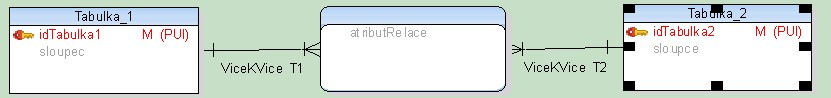 Tabulka_1
idTabulka1 M (PUI)
sloupec
ViceKVice T1
atributRelace
ViceKVice T2
Tabulka_2
idTabulka2 M (PUI)
sloupce